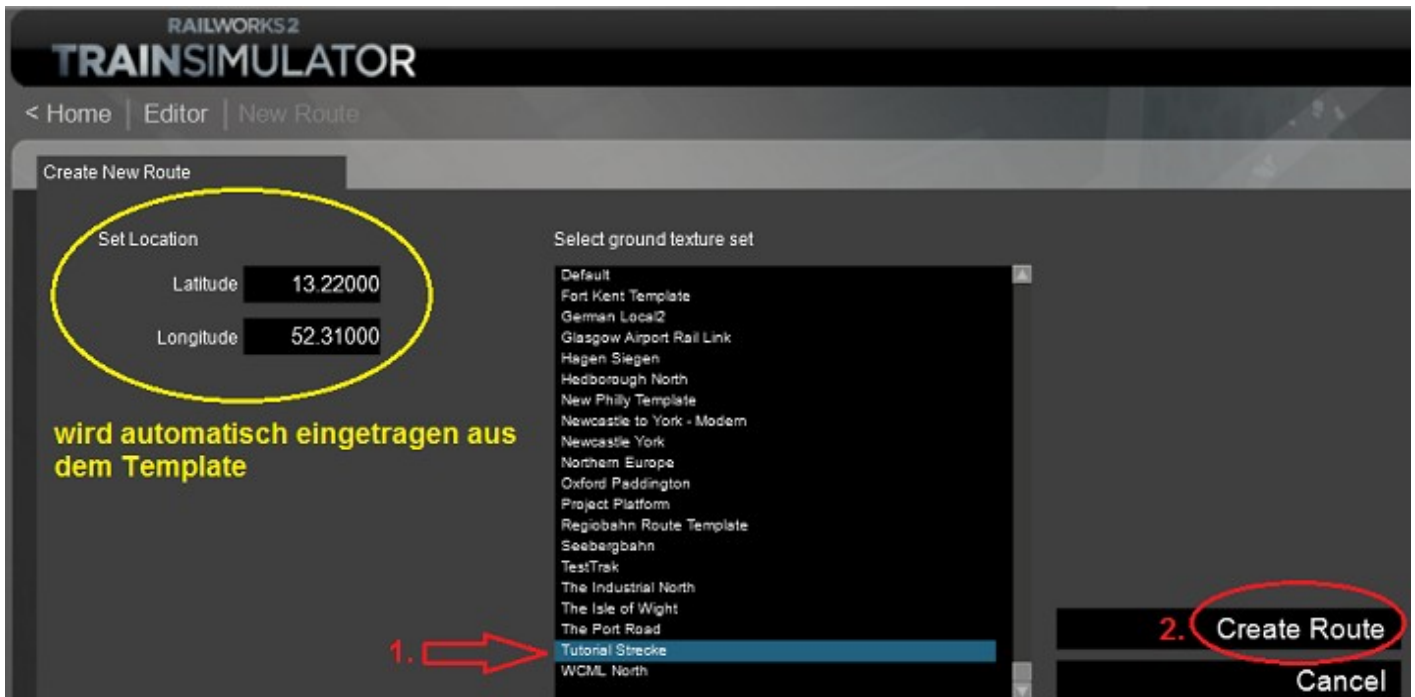 RAILWORKS2
TRAINSIMULATOR
< Home | Editor | New Route
Create New Route
Set Location
Latitude 13.22000
Longitude 52.31000
wird automatisch eingetragen aus
dem Template
Select ground texture set
Default
Fort Kent Template
German Local2
Glasgow Airport Rail Link
Hagen Siegen
Hedborough North
New Philly Template
Newcastle to York - Modern
Newcastle York
Northern Europe
Oxford Paddington
Project Platform
Regiobahn Route Template
Seebergbahn
TestTrak
The Industrial North
The Isle of Wight
The Port Road
1.
Tutorial Strecke
WCML North
2. Create Route
Cancel